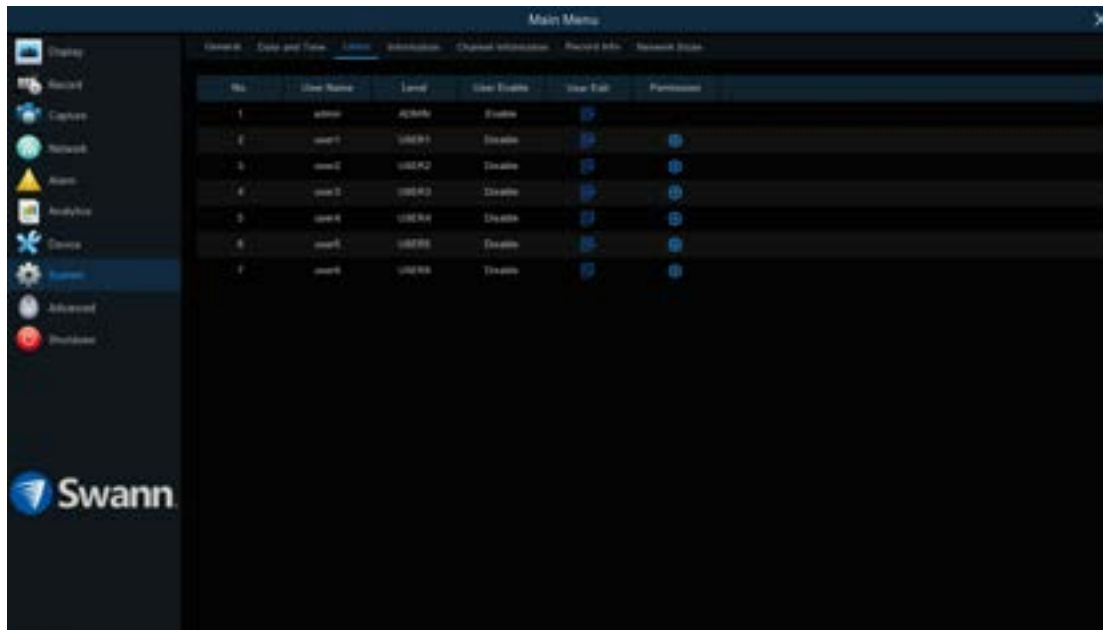 Main Menu
Display
Record
Capture
Network
Alarm
Analytics
Device
System
Advanced
Shutdown
Swann
General Date and Time Users Information Channel Information Record Info Network State
No. User Name Level User Enable User Edit Permission
1 admin ADMIN Enable
2 user1 USER1 Disable
3 user2 USER2 Disable
4 user3 USER3 Disable
5 user4 USER4 Disable
6 user5 USER5 Disable
7 user6 USER6 Disable